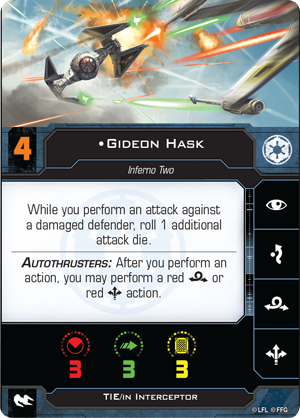 4
•Gideon Hask
Inferno Two
While you perform an attack against
a damaged defender, roll 1 additional
attack die.
Autothrusters: After you perform an
action, you may perform a red or
red action.
3 3 3
TIE/in Interceptor
©LFL ©FFG